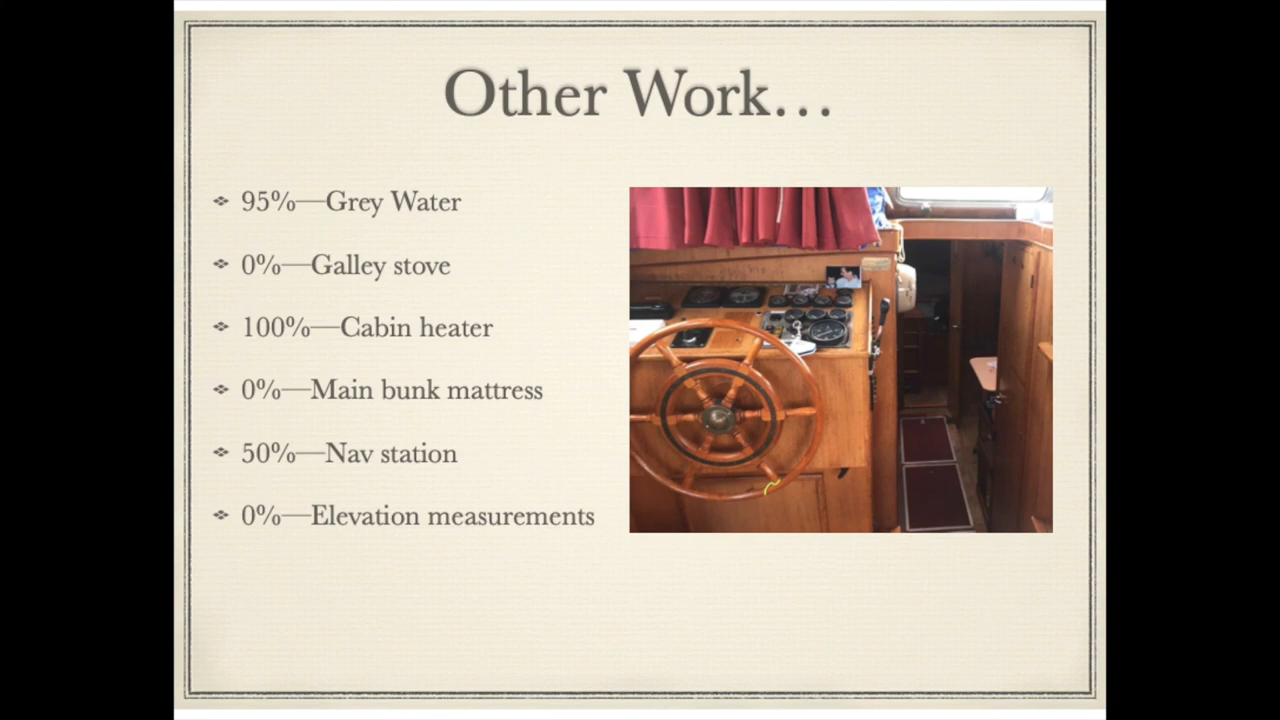 Other Work…
95%—Grey Water
0%—Galley stove
100%—Cabin heater
0%—Main bunk mattress
50%—Nav station
0%—Elevation measurements